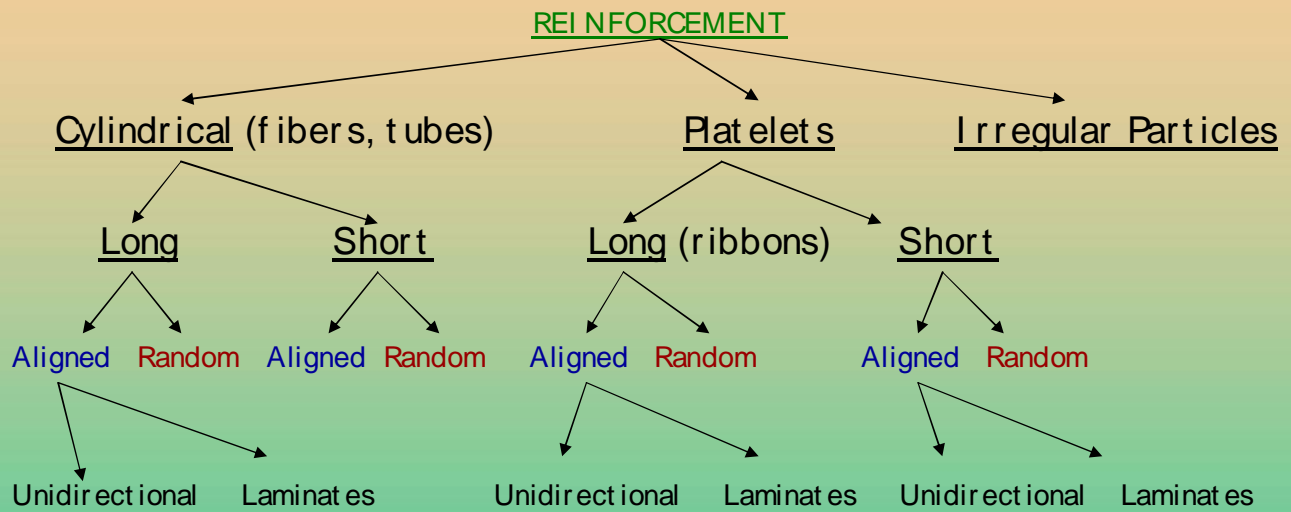 REINFORCEMENT
Cylindrical (fibers, tubes) Platelets Irregular Particles
Long Short Long (ribbons) Short
Aligned Random Aligned Random Aligned Random Aligned Random
Unidirectional Laminates Unidirectional Laminates Unidirectional Laminates